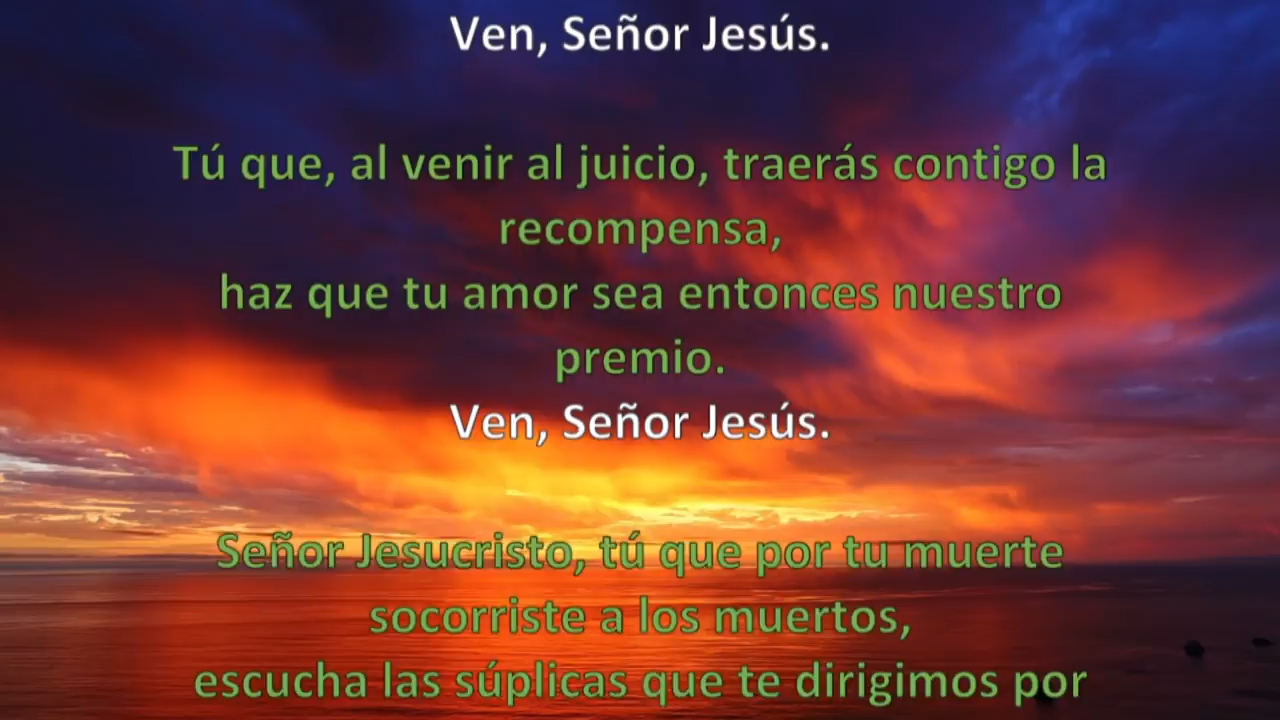 Ven, Señor Jesús.
Tú que, al venir al juicio, traerás contigo la
recompensa,
haz que tu amor sea entonces nuestro
premio.
Ven, Señor Jesús.
Señor Jesucristo, tú que por tu muerte
socorriste a los muertos,
escucha las súplicas que te dirigimos por